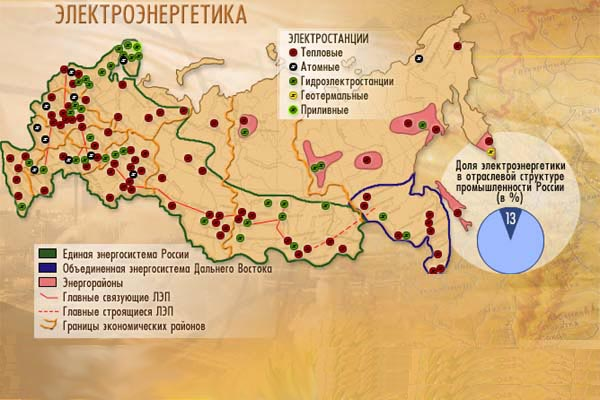 ЭЛЕКТРОЭНЕРГЕТИКА
ЭЛЕКТРОСТАНЦИИ
Тепловые
Атомные
Гидроэлектростанции
Геотермальные
Приливные
Доля электроэнергетики
в отраслевой структуре
промышленности России
(в %)
13
Единая энергосистема России
Объединенная энергосистема Дальнего Востока
Энергорайоны
Главные связующие ЛЭП
Главные строящиеся ЛЭП
Границы экономических районов